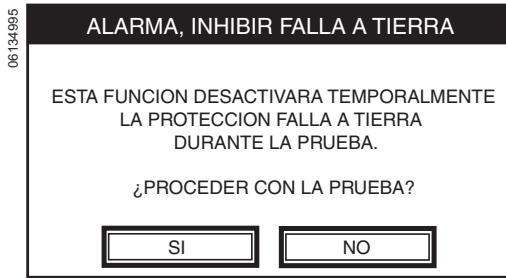 06134995
ALARMA, INHIBIR FALLA A TIERRA
ESTA FUNCION DESACTIVARA TEMPORALMENTE
LA PROTECCION FALLA A TIERRA
DURANTE LA PRUEBA.
¿PROCEDER CON LA PRUEBA?
SI
NO